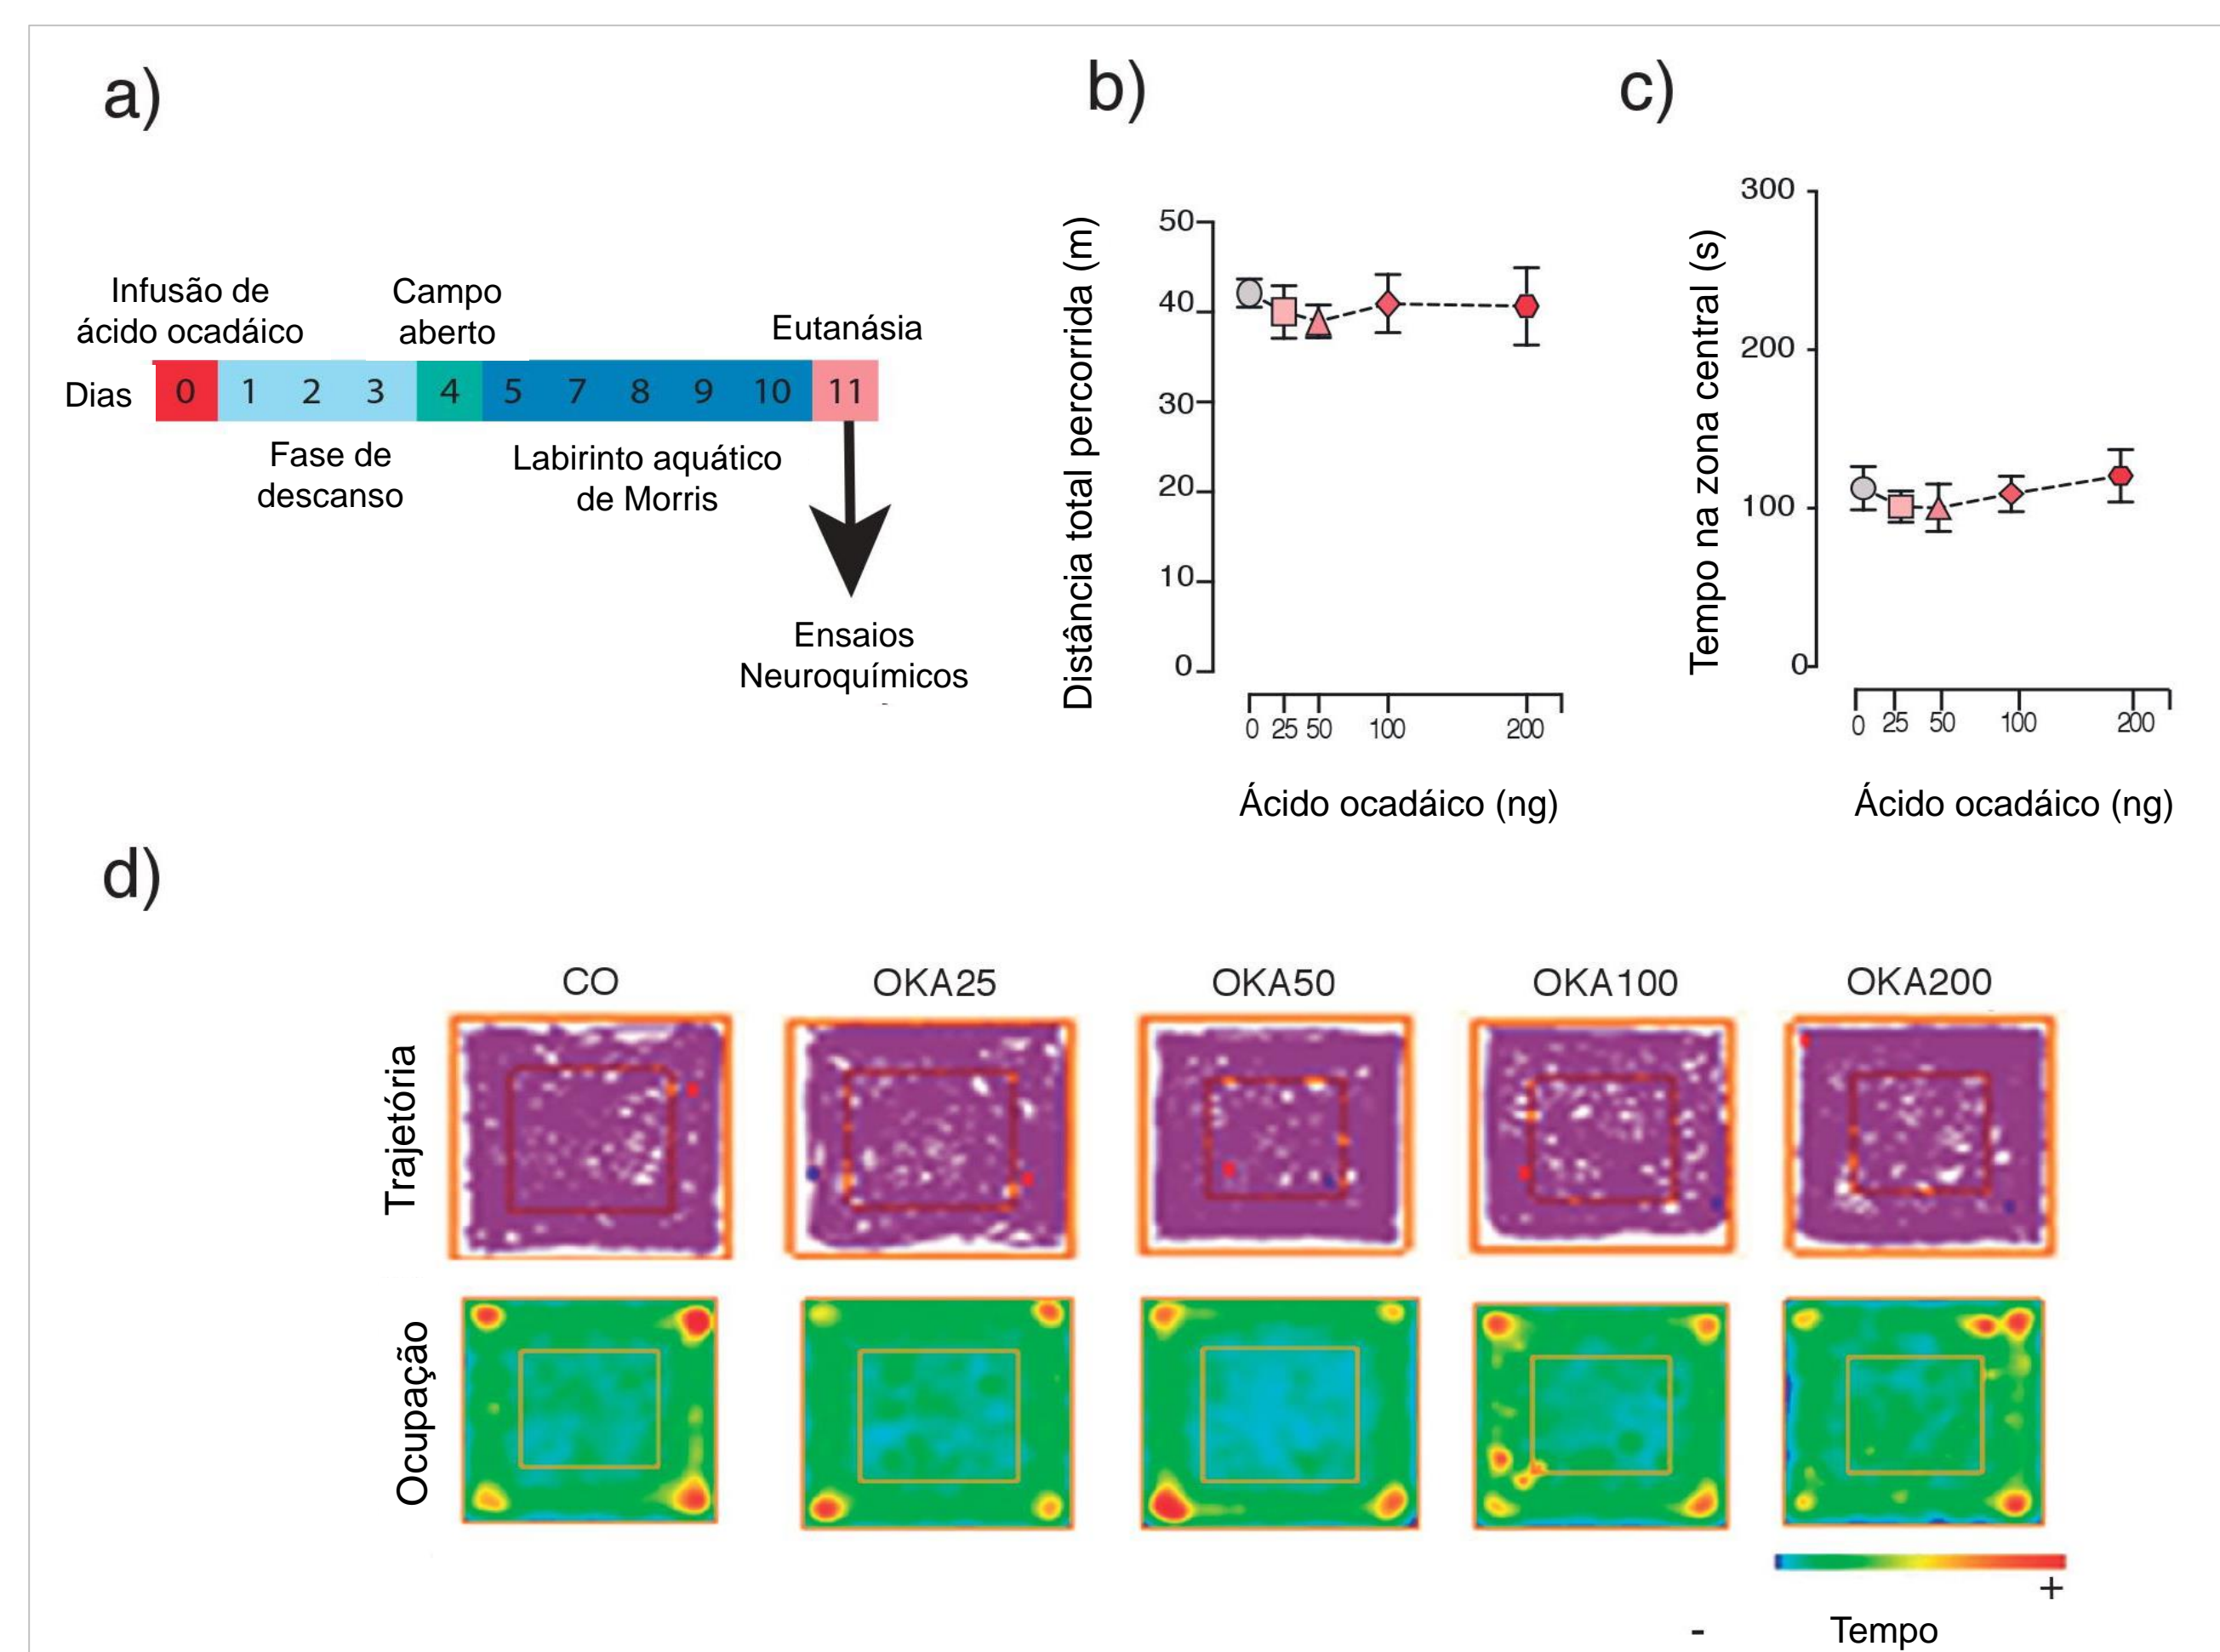 a)
Infusão de
ácido ocadáico
Campo
aberto
Eutanásia
Dias 0 1 2 3 4 5 7 8 9 10 11
Fase de
descanso
Labirinto aquático
de Morris
Ensaios
Neuroquímicos
b)
Distância total percorrida (m)
50
40
30
20
10
0
0 25 50 100 200
Ácido ocadáico (ng)
c)
Tempo na zona central (s)
300
200
100
0
0 25 50 100 200
Ácido ocadáico (ng)
d)
CO OKA25 OKA50 OKA100 OKA200
Trajetória
Ocupação
+
- Tempo